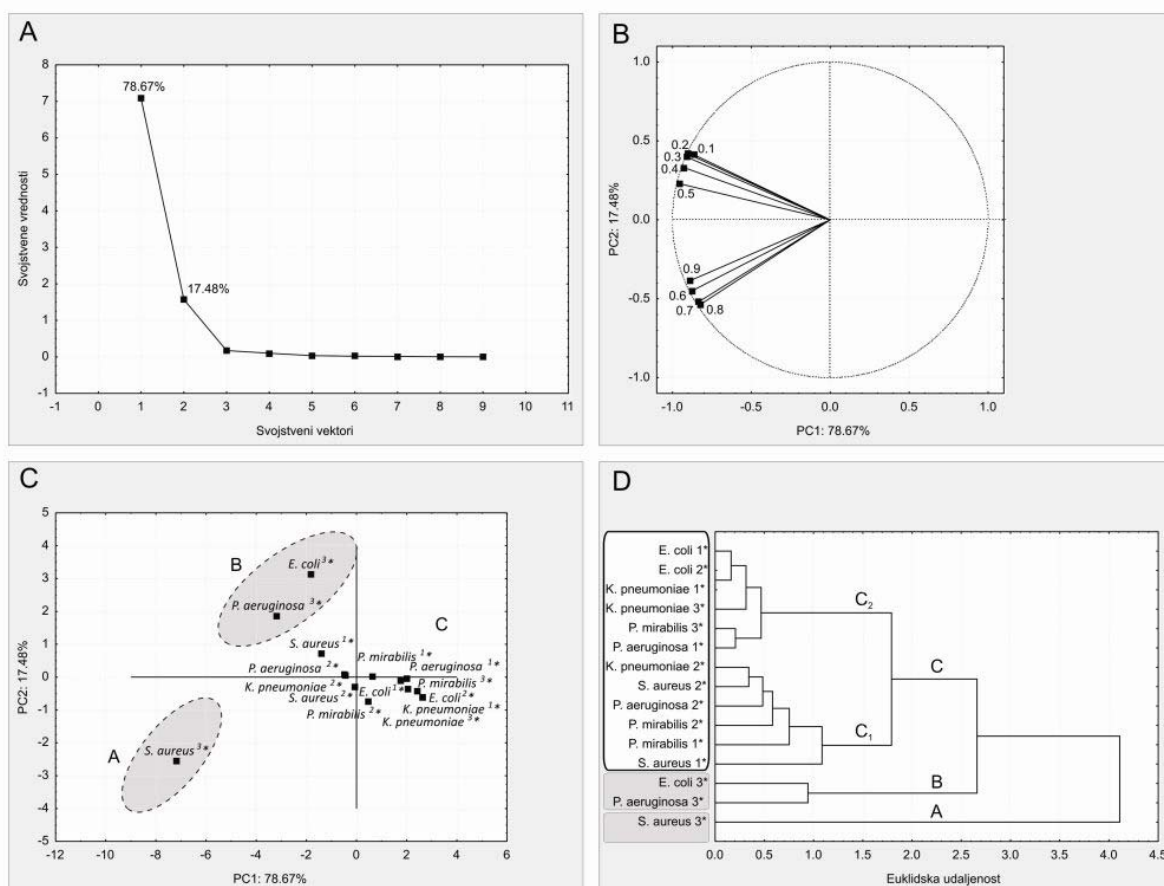 A
Svojstvene vrednosti
8
7
6
5
4
3
2
1
0
-1
78.67%
17.48%
-1 0 1 2 3 4 5 6 7 8 9 10 11
Svojstveni vektori
B
PC2: 17.48%
1.0
0.5
0.0
-0.5
-1.0
0.2 0.1
0.3
0.4
0.5
0.9
0.6
0.7 0.8
-1.0 -0.5 0.0 0.5 1.0
PC1: 78.67%
C
PC2: 17.48%
5
4
3
2
1
0
-1
-2
-3
-4
-5
B
E. coli 3*
P. aeruginosa 3*
C
S. aureus 1*
P. mirabilis 1*
P. aeruginosa 2*
P. aeruginosa 1*
K. pneumoniae 2*
P. mirabilis 3*
E. coli 1*
S. aureus 2*
E. coli 2*
P. mirabilis 2*
K. pneumoniae 1*
K. pneumoniae 3*
A
S. aureus 3*
-12 -10 -8 -6 -4 -2 0 2 4 6
PC1: 78.67%
D
E. coli 1*
E. coli 2*
K. pneumoniae 1*
K. pneumoniae 3*
P. mirabilis 3*
P. aeruginosa 1*
K. pneumoniae 2*
S. aureus 2*
P. aeruginosa 2*
P. mirabilis 2*
P. mirabilis 1*
S. aureus 1*
E. coli 3*
P. aeruginosa 3*
S. aureus 3*
C2
C
C1
B
A
0.0 0.5 1.0 1.5 2.0 2.5 3.0 3.5 4.0 4.5
Euklidska udaljenost